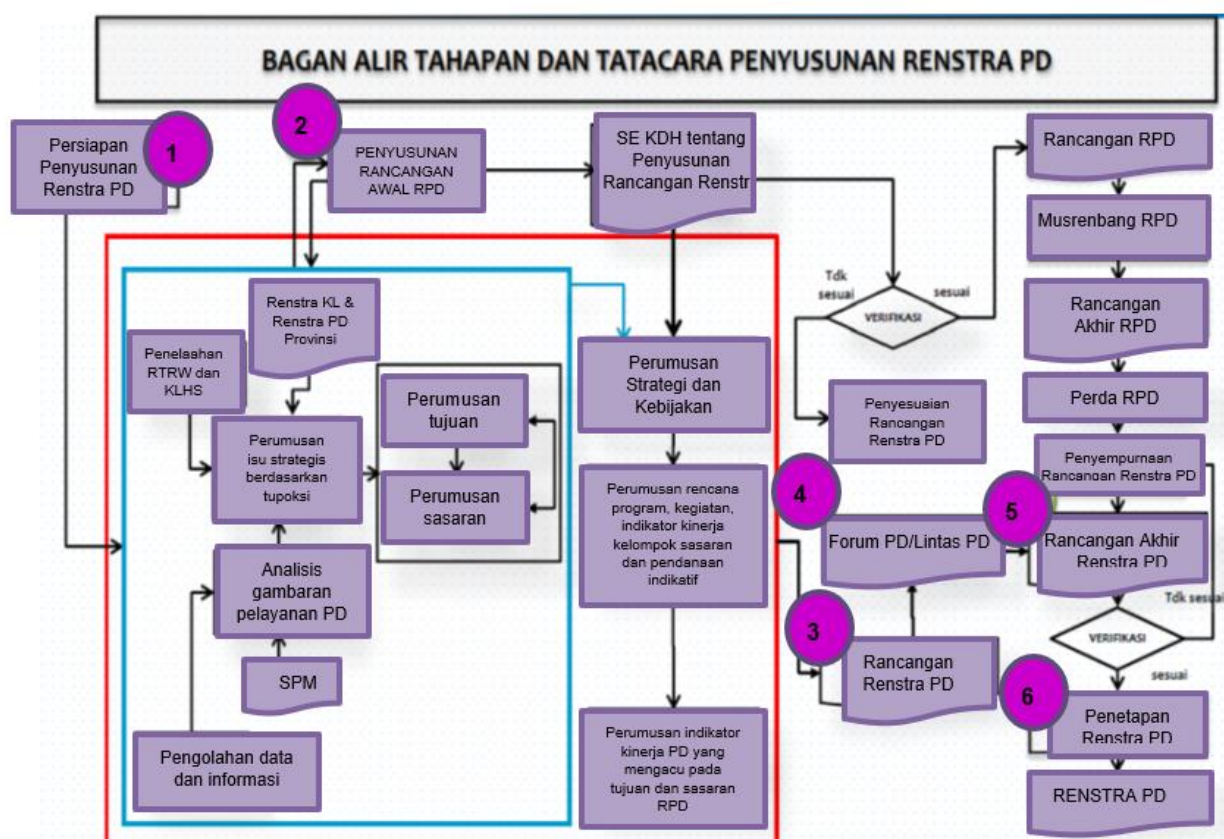 BAGAN ALIR TAHAPAN DAN TATACARA PENYUSUNAN RENSTRA PD
1
Persiapan
Penyusunan
Renstra PD
2
PENYUSUNAN
RANCANGAN
AWAL RPD
SE KDH tentang
Penyusunan
Rancangan Renstr
Rancangan RPD
Musrenbang RPD
Rancangan
Akhir RPD
Perda RPD
Penyempurnaan
Rancangan Renstra PD
Tdk
sesuai
sesuai
VERIFIKASI
Penyesuaian
Rancangan
Renstra PD
Renstra KL &
Renstra PD
Provinsi
Penelaahan
RTRW dan
KLHS
Perumusan
isu strategis
berdasarkan
tupoksi
Perumusan
tujuan
Perumusan
sasaran
Analisis
gambaran
pelayanan PD
SPM
Pengolahan data
dan informasi
Perumusan
Strategi dan
Kebijakan
Perumusan rencana
program, kegiatan,
indikator kinerja
kelompok sasaran
dan pendanaan
indikatif
Perumusan indikator
kinerja PD yang
mengacu pada
tujuan dan sasaran
RPD
3
Rancangan
Renstra PD
4
Forum PD/Lintas PD
5
Rancangan Akhir
Renstra PD
Tdk sesuai
VERIFIKASI
sesuai
6
Penetapan
Renstra PD
RENSTRA PD